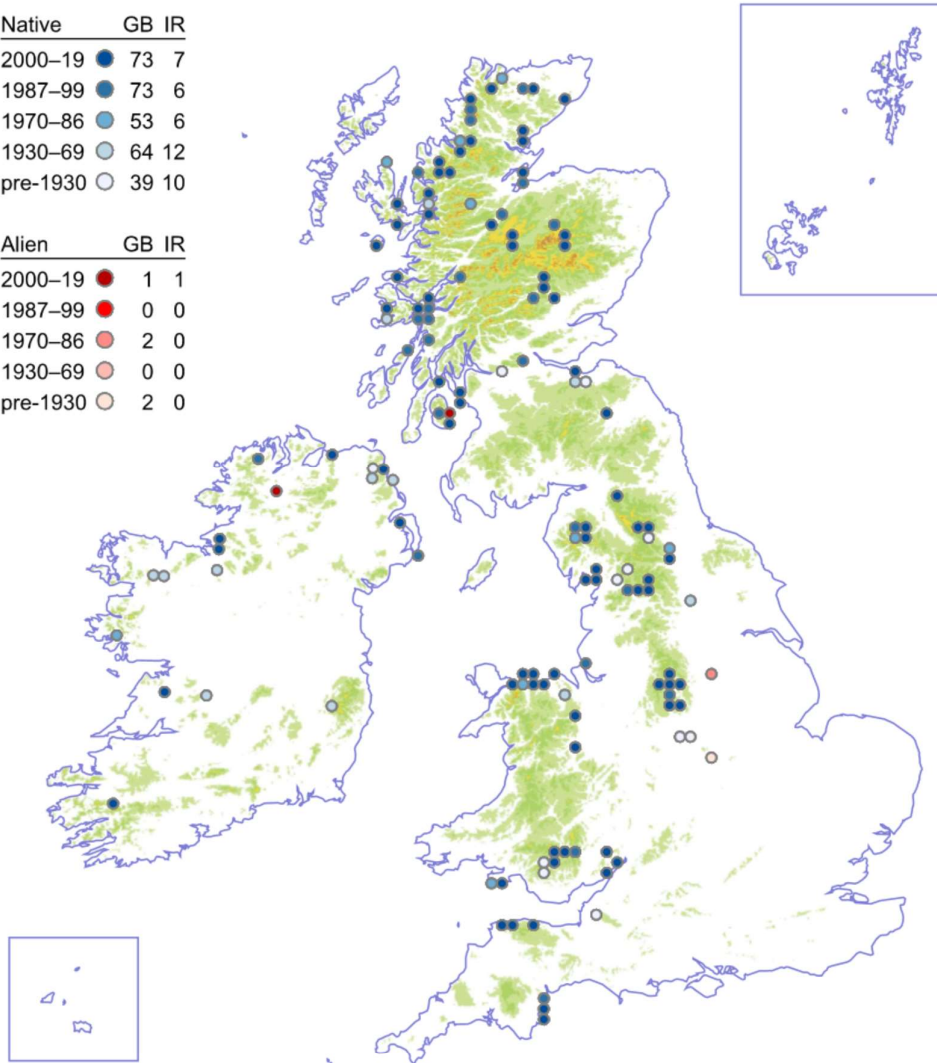 Native GB IR
2000–19 73 7
1987–99 73 6
1970–86 53 6
1930–69 64 12
pre-1930 39 10
Alien GB IR
2000–19 1 1
1987–99 0 0
1970–86 2 0
1930–69 0 0
pre-1930 2 0